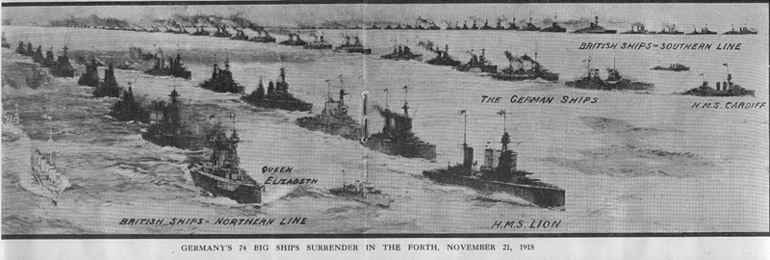 BRITISH SHIPS-SOUTHERN LINE
THE GERMAN SHIPS
H.M.S. CARDIFF
QUEEN
ELIZABETH
BRITISH SHIPS-NORTHERN LINE
H.M.S. LION
GERMANY'S 74 BIG SHIPS SURRENDER IN THE FORTH, NOVEMBER 21, 1918